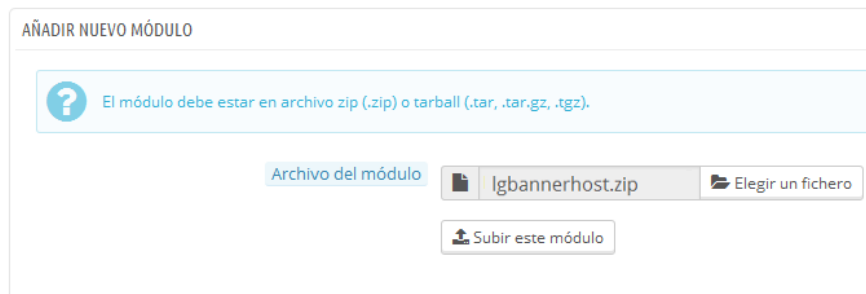 AÑADIR NUEVO MÓDULO
El módulo debe estar en archivo zip (.zip) o tarball (.tar, .tar.gz, .tgz).
Archivo del módulo lgbannerhost.zip Elegir un fichero
Subir este módulo